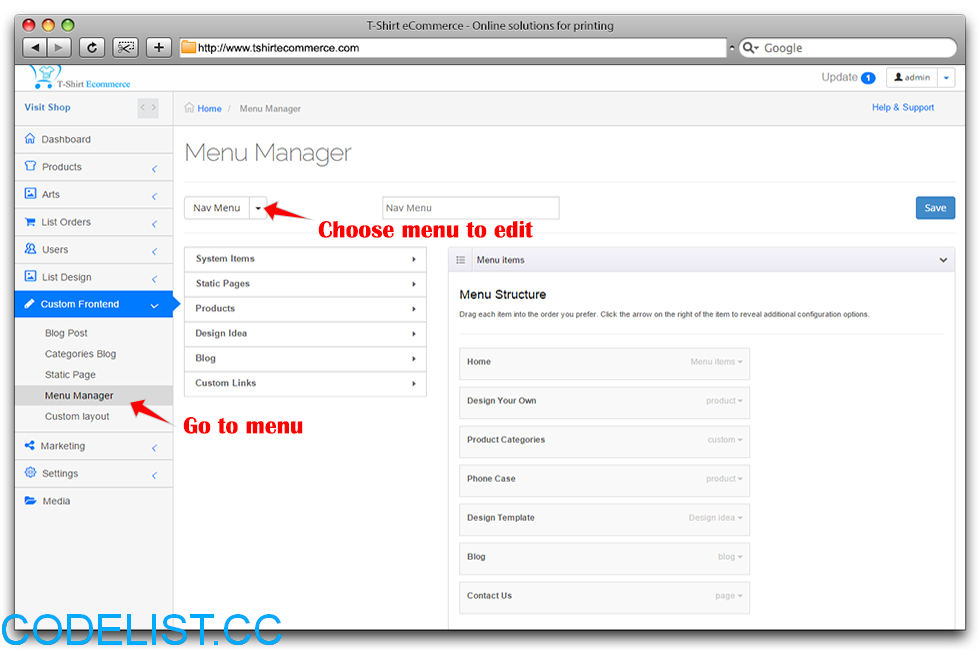 T-Shirt eCommerce - Online solutions for printing
http://www.tshirtecommerce.com
Google
T-Shirt Ecommerce
Update 1
admin
Visit Shop
Home / Menu Manager
Help & Support
Dashboard
Products
Arts
List Orders
Users
List Design
Custom Frontend
Blog Post
Categories Blog
Static Page
Menu Manager
Custom layout
Marketing
Settings
Media
Menu Manager
Nav Menu
Nav Menu
Save
Choose menu to edit
Go to menu
System Items
Static Pages
Products
Design Idea
Blog
Custom Links
Menu items
Menu Structure
Drag each item into the order you prefer. Click the arrow on the right of the item to reveal additional configuration options.
Home Menu items
Design Your Own product
Product Categories custom
Phone Case product
Design Template Design idea
Blog blog
Contact Us page
CODELIST.CC